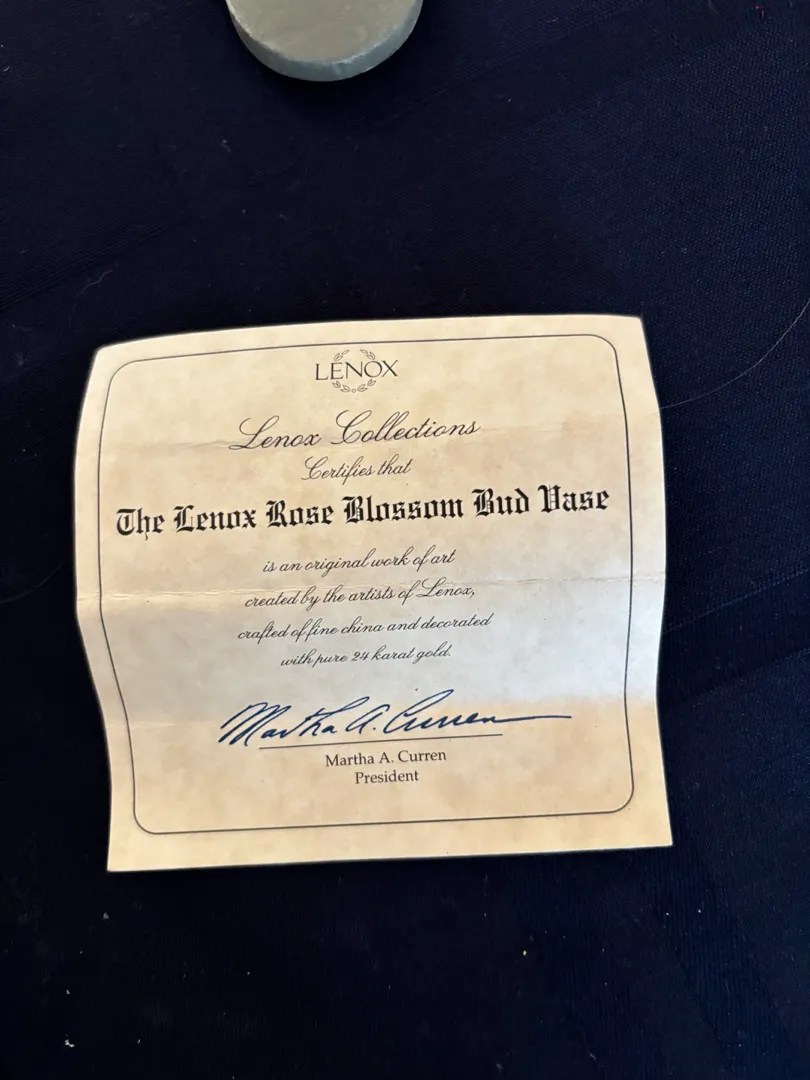 LENOX
Lenox Collections
Certifies that
The Lenox Rose Blossom Bud Vase
is an original work of art
created by the artists of Lenox,
crafted of fine china and decorated
with pure 24 karat gold.
Martha A. Curren
Martha A. Curren
President